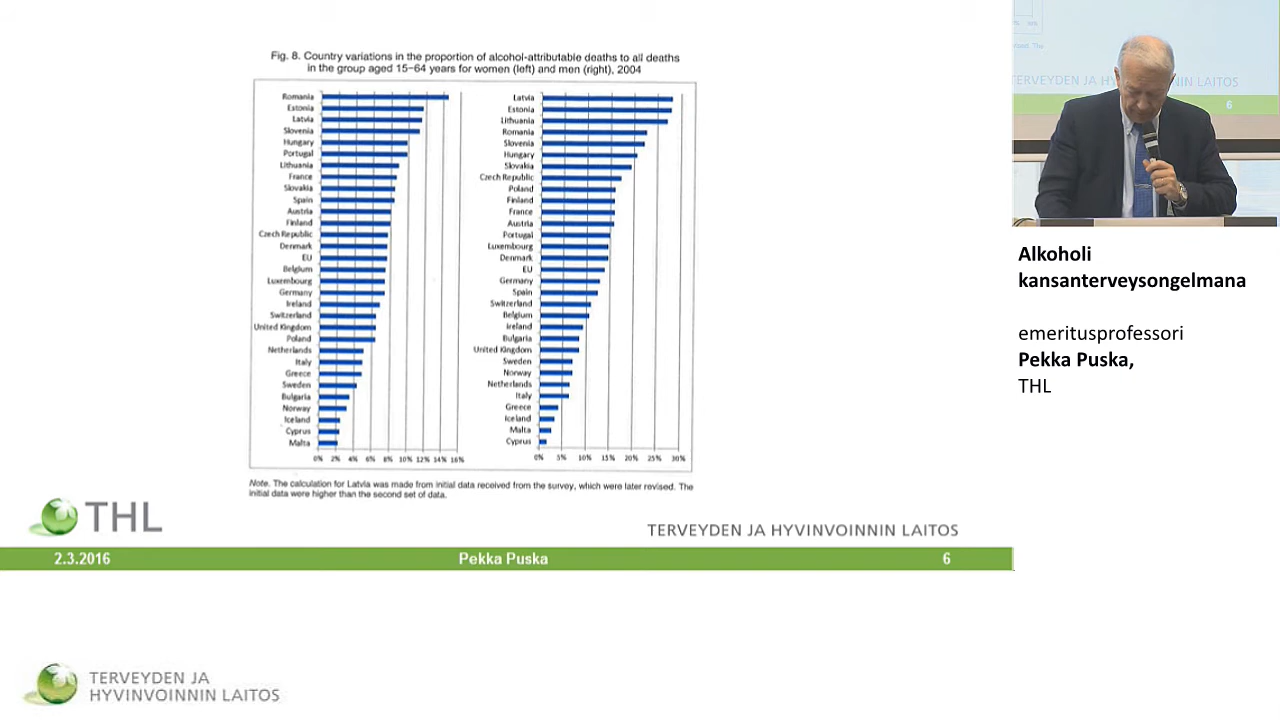 Fig. 8. Country variations in the proportion of alcohol-attributable deaths to all deaths
in the group aged 15–64 years for women (left) and men (right), 2004
Romania
Estonia
Latvia
Slovenia
Hungary
Portugal
Lithuania
France
Slovakia
Spain
Austria
Finland
Czech Republic
Denmark
EU
Belgium
Luxembourg
Germany
Ireland
Switzerland
United Kingdom
Poland
Netherlands
Italy
Greece
Sweden
Bulgaria
Norway
Iceland
Cyprus
Malta
0% 2% 4% 6% 8% 10% 12% 14% 16%
Latvia
Estonia
Lithuania
Romania
Slovenia
Hungary
Slovakia
Czech Republic
Poland
Finland
France
Austria
Portugal
Luxembourg
Denmark
EU
Germany
Spain
Switzerland
Belgium
Ireland
Bulgaria
United Kingdom
Sweden
Norway
Netherlands
Italy
Greece
Iceland
Malta
Cyprus
0% 5% 10% 15% 20% 25% 30%
Note. The calculation for Latvia was made from initial data received from the survey, which were later revised. The
initial data were higher than the second set of data.
THL
TERVEYDEN JA HYVINVOINNIN LAITOS
2.3.2016 Pekka Puska 6
TERVEYDEN JA
HYVINVOINNIN LAITOS
TERVEYDEN JA HYVINVOINNIN LAITOS
6
Alkoholi
kansanterveysongelmana
emeritusprofessori
Pekka Puska,
THL